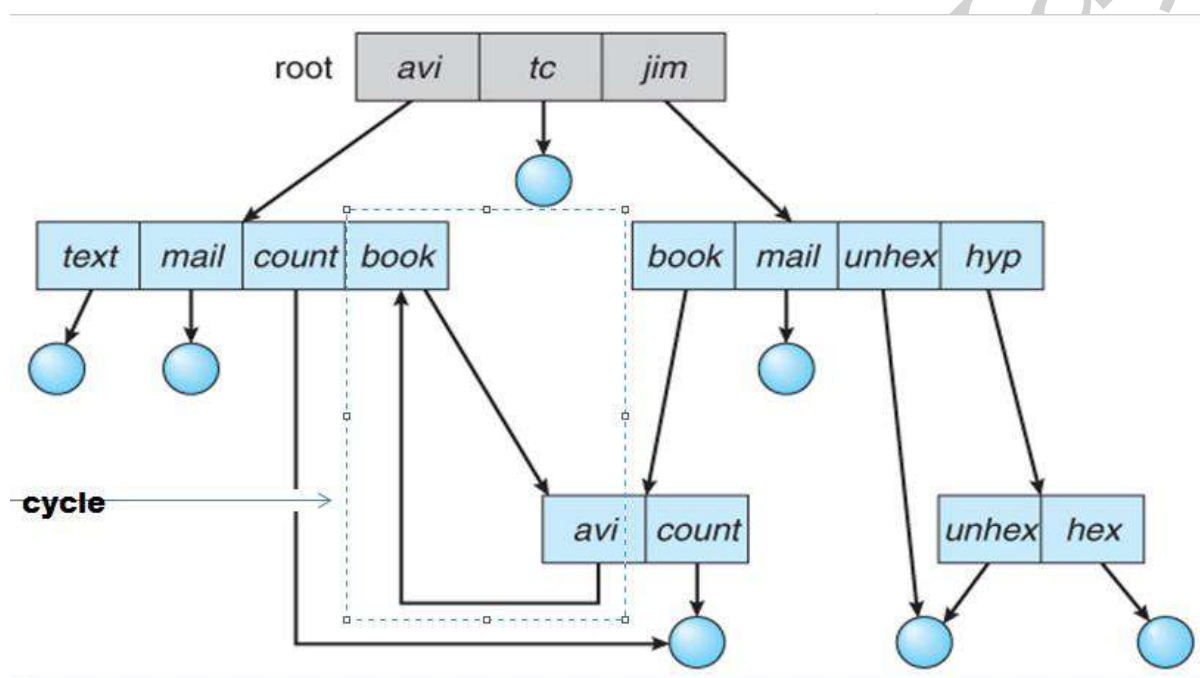 root avi tc jim
text mail count book book mail unhex hyp
cycle
avi count unhex hex